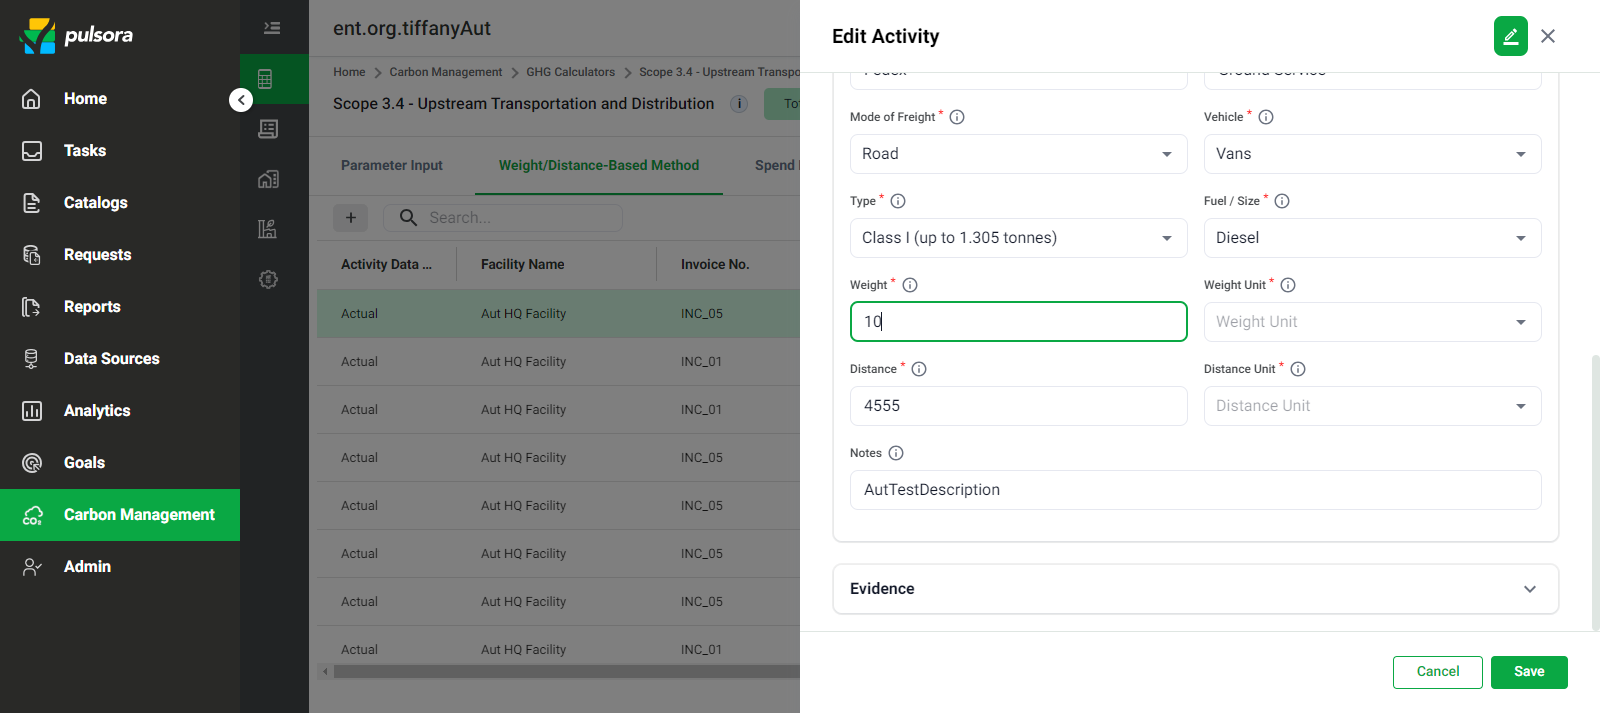 pulsora
Home
Tasks
Catalogs
Requests
Reports
Data Sources
Analytics
Goals
Carbon Management
Admin
ent.org.tiffanyAut
Home > Carbon Management > GHG Calculators > Scope 3.4 - Upstream Transpo
Scope 3.4 - Upstream Transportation and Distribution
Parameter Input
Weight/Distance-Based Method
Spend
+
Search...
Activity Data ... Facility Name Invoice No.
Actual Aut HQ Facility INC_05
Actual Aut HQ Facility INC_01
Actual Aut HQ Facility INC_01
Actual Aut HQ Facility INC_05
Actual Aut HQ Facility INC_05
Actual Aut HQ Facility INC_05
Actual Aut HQ Facility INC_05
Actual Aut HQ Facility INC_01
Edit Activity
Ground Service
Mode of Freight * Vehicle *
Road Vans
Type * Fuel / Size *
Class I (up to 1.305 tonnes) Diesel
Weight * Weight Unit *
10 Weight Unit
Distance * Distance Unit *
4555 Distance Unit
Notes
AutTestDescription
Evidence
Cancel Save